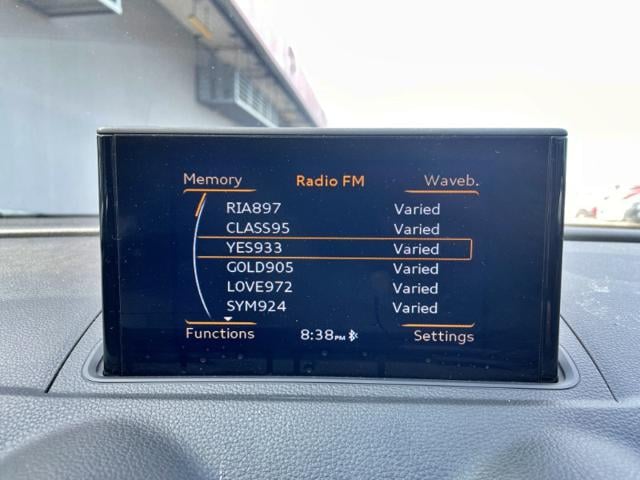 Memory Radio FM Waveb.
RIA897 Varied
CLASS95 Varied
YES933 Varied
GOLD905 Varied
LOVE972 Varied
SYM924 Varied
Functions 8:38PM Settings